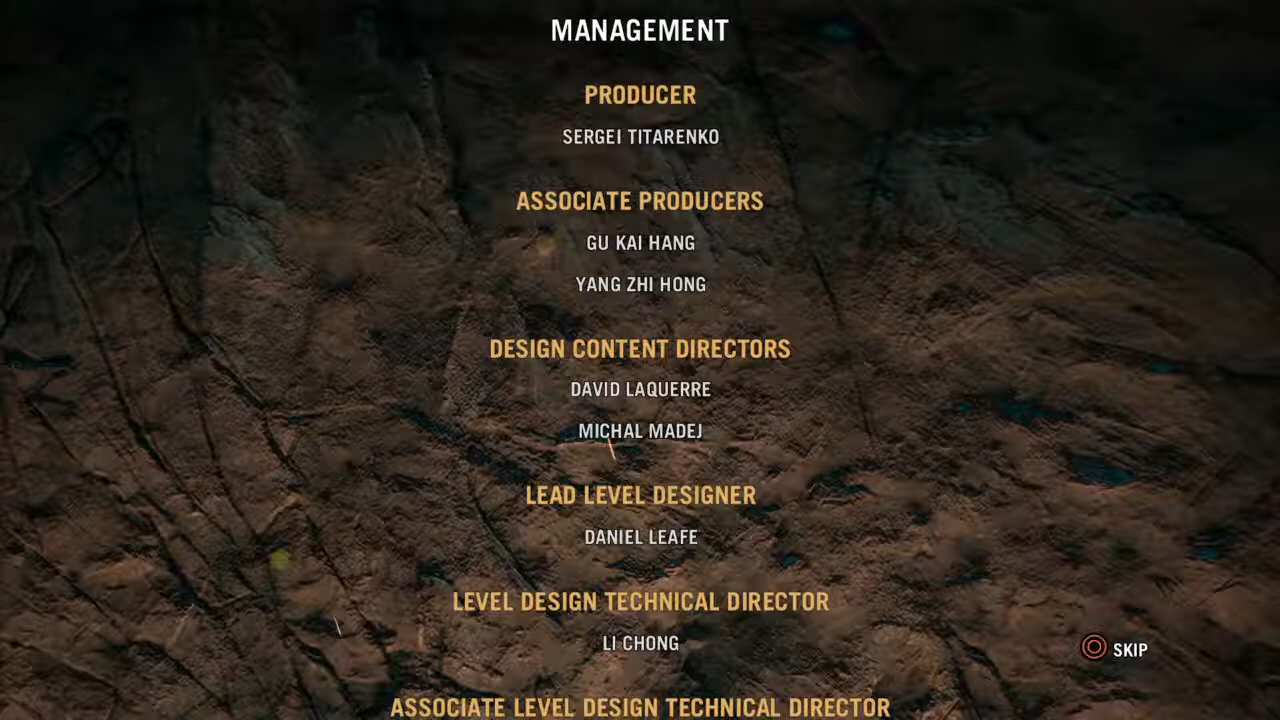 MANAGEMENT
PRODUCER
SERGEI TITARENKO
ASSOCIATE PRODUCERS
GU KAI HANG
YANG ZHI HONG
DESIGN CONTENT DIRECTORS
DAVID LAQUERRE
MICHAL MADEJ
LEAD LEVEL DESIGNER
DANIEL LEAFE
LEVEL DESIGN TECHNICAL DIRECTOR
LI CHONG
SKIP
ASSOCIATE LEVEL DESIGN TECHNICAL DIRECTOR